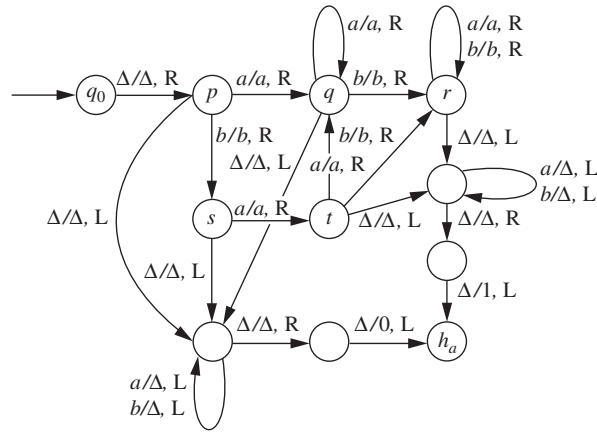 a/a, R
a/a, R
b/b, R
Δ/Δ, R
a/a, R
b/b, R
q0
p
q
r
b/b, R
b/b, R
Δ/Δ, L
Δ/Δ, L
a/a, R
a/Δ, L
b/Δ, L
Δ/Δ, L
s
a/a, R
t
Δ/Δ, L
Δ/Δ, R
Δ/Δ, L
Δ/1, L
Δ/Δ, R
Δ/0, L
ha
a/Δ, L
b/Δ, L